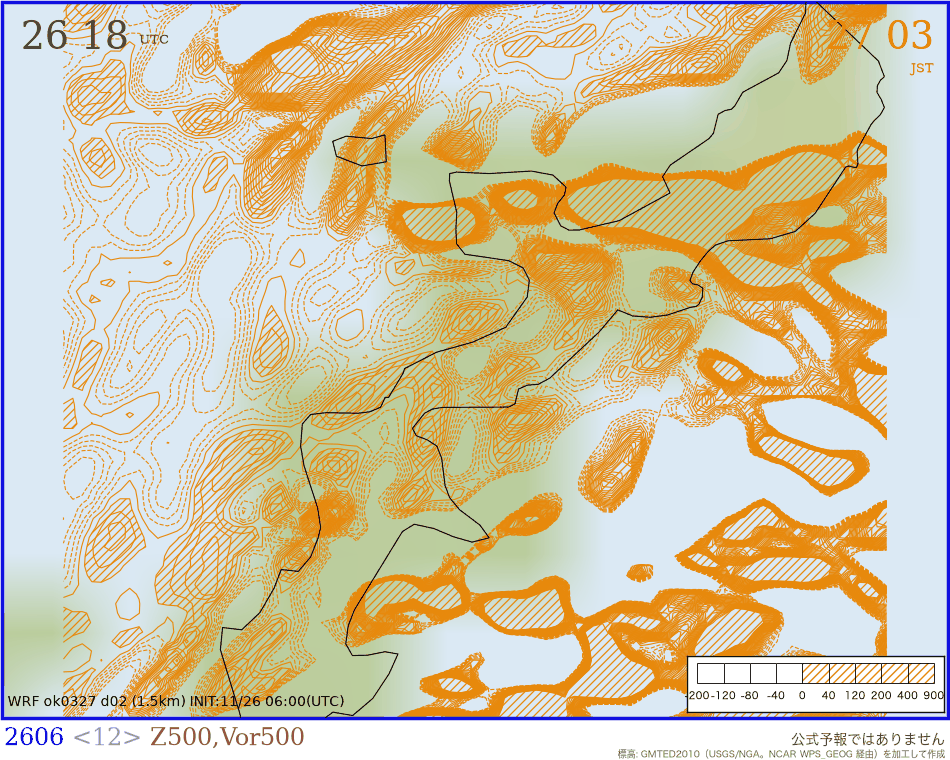 26 18 UTC
27 03
JST
-200 -120 -80 -40 0 40 120 200 400 900
WRF ok0327 d02 (1.5km) INIT:11/26 06:00(UTC)
2606 <12> Z500,Vor500
公式予報ではありません
標高: GMTED2010（USGS/NGA。NCAR WPS_GEOG 経由）を加工して作成